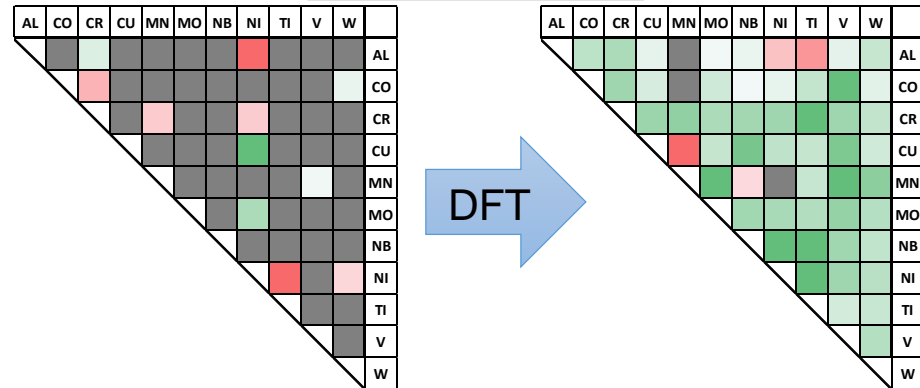 AL CO CR CU MN MO NB NI TI V W
AL
CO
CR
CU
MN
MO
NB
NI
TI
V
W
DFT
AL CO CR CU MN MO NB NI TI V W
AL
CO
CR
CU
MN
MO
NB
NI
TI
V
W